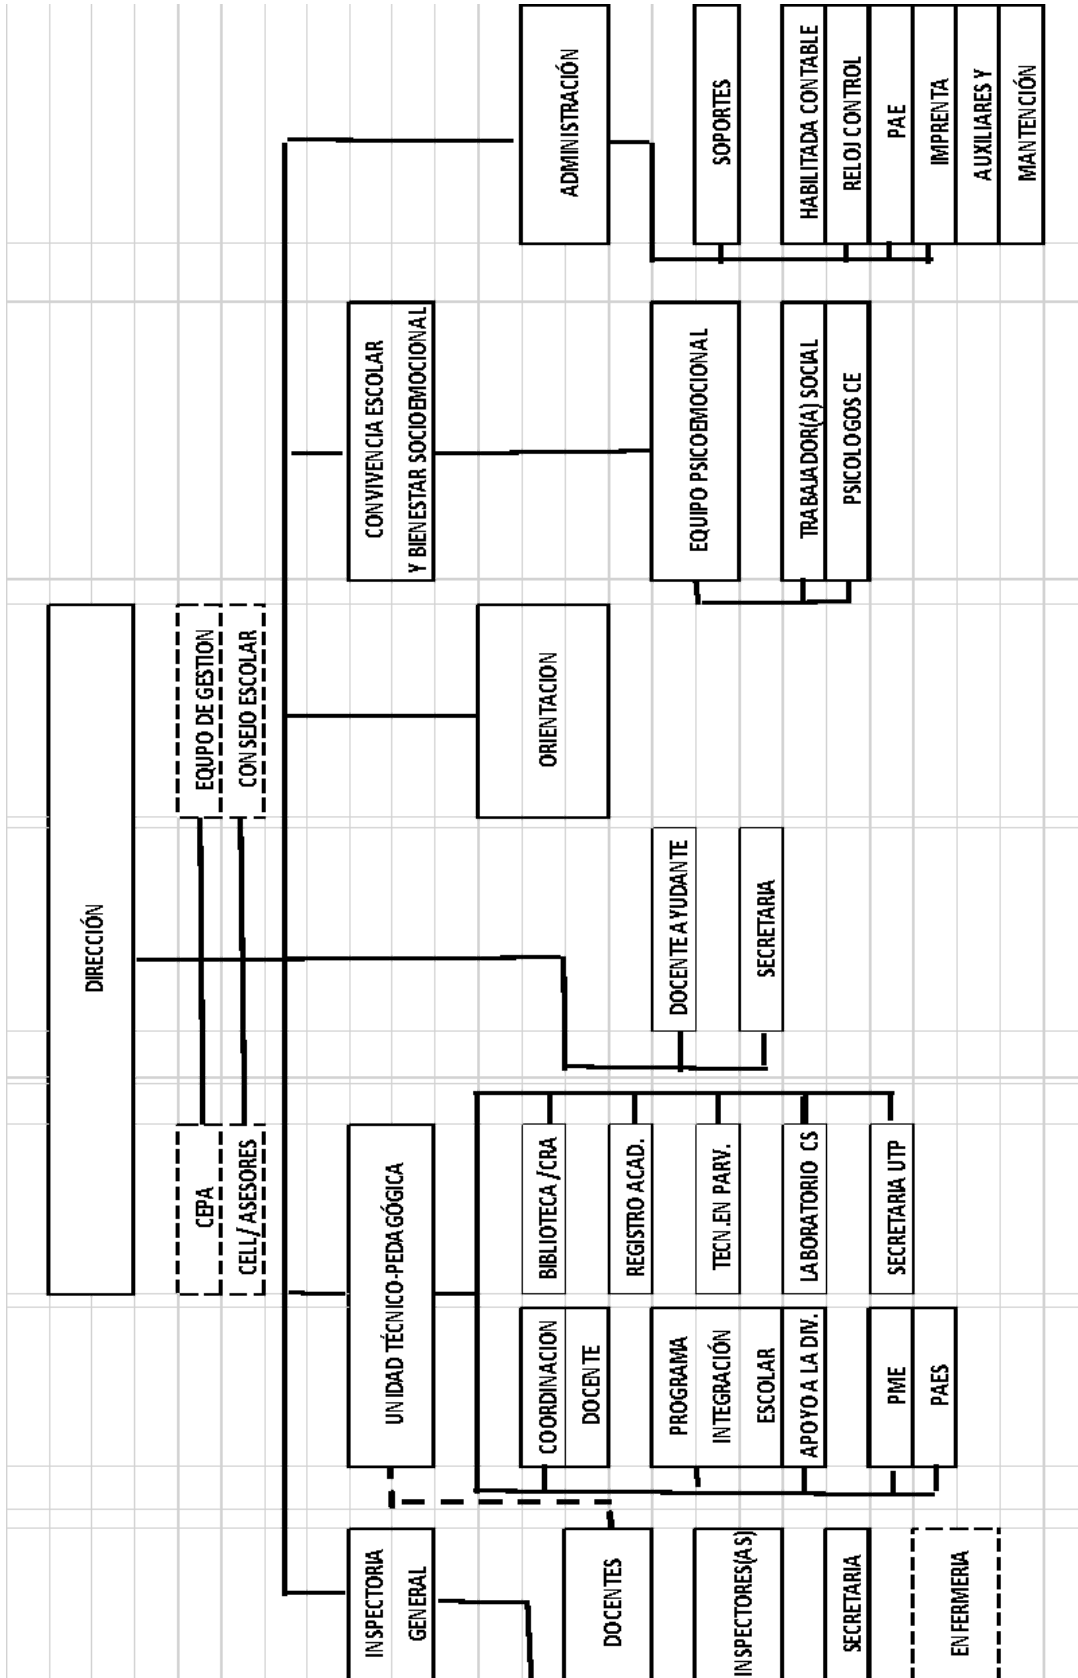 DIRECCIÓN
CEPA
EQUPO DE GESTION
CELL/ ASESORES
CONSEJO ESCOLAR
INSPECTORIA
GENERAL
DOCENTES
INSPECTORES(AS)
SECRETARIA
ENFERMERIA
UNIDAD TÉCNICO-PEDAGÓGICA
COORDINACION
DOCENTE
PROGRAMA
INTEGRACIÓN
ESCOLAR
APOYO A LA DIV.
PME
PAES
BIBLIOTECA /CRA
REGISTRO ACAD.
TECN.EN PARV.
LABORATORIO CS
SECRETARIA UTP
DOCENTE AYUDANTE
SECRETARIA
ORIENTACION
CONVIVENCIA ESCOLAR
Y BIENESTAR SOCIOEMOCIONAL
EQUIPO PSICOEMOCIONAL
TRABAJADOR(A) SOCIAL
PSICOLOGOS CE
ADMINISTRACIÓN
SOPORTES
HABILITADA CONTABLE
RELOJ CONTROL
PAE
IMPRENTA
AUXILIARES Y
MANTENCIÓN